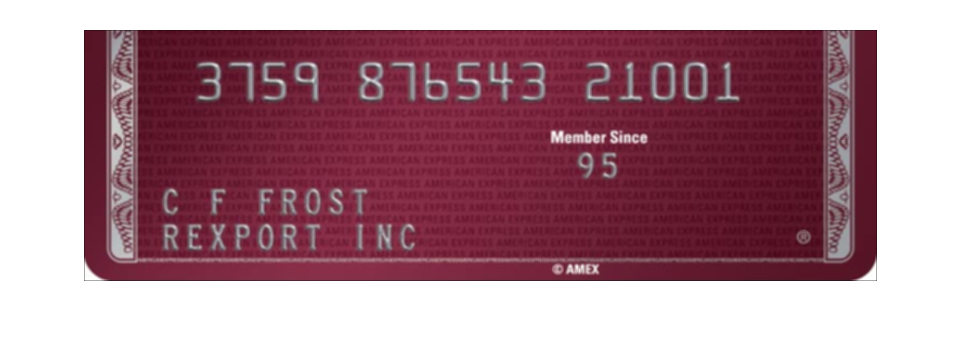 3759 876543 21001
Member Since
95
C F FROST
REXPORT INC
®
© AMEX